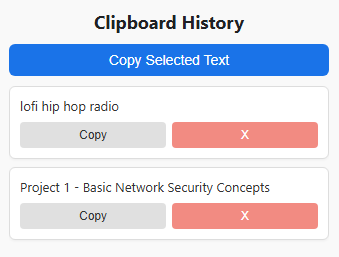 Clipboard History
Copy Selected Text
lofi hip hop radio
Copy X
Project 1 - Basic Network Security Concepts
Copy X